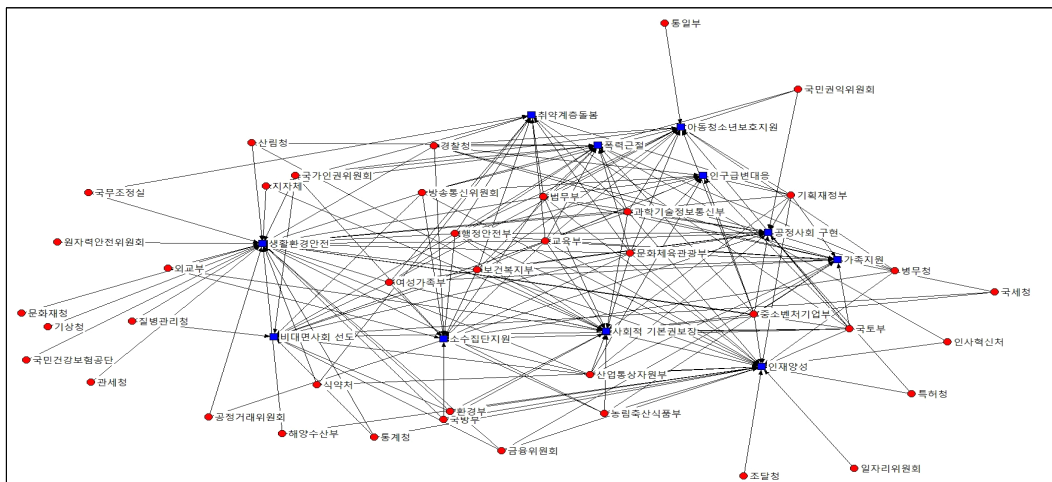 통일부
국민권익위원회
취약계층돌봄
아동청소년보호지원
산림청
경찰청
폭력근절
국가인권위원회
인구급변대응
지자체
국무조정실
방송통신위원회
법무부
기획재정부
과학기술정보통신부
행정안전부
공정사회 구현
원자력안전위원회
생활환경안전
교육부
문화체육관광부
가족지원
외교부
보건복지부
병무청
여성가족부
국세청
문화재청
기상청
질병관리청
중소벤처기업부
비대면사회 선도
소수집단지원
사회적 기본권보장
국토부
인사혁신처
국민건강보험공단
인재양성
관세청
식약처
산업통상자원부
특허청
공정거래위원회
환경부
국방부
농림축산식품부
해양수산부
통계청
금융위원회
일자리위원회
조달청